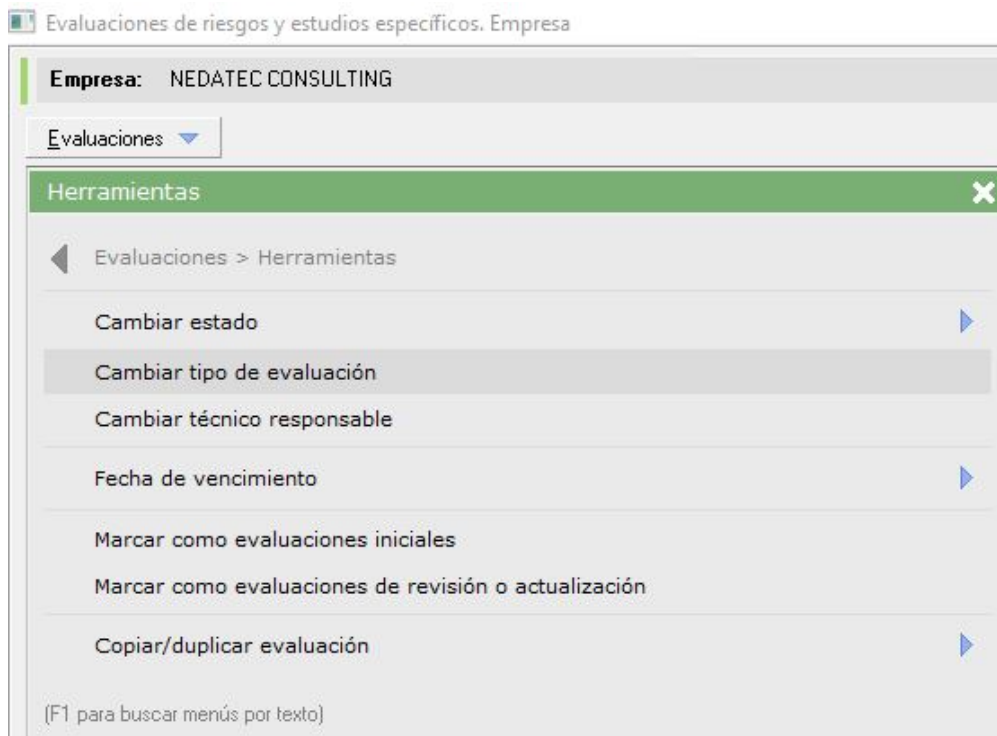 Evaluaciones de riesgos y estudios específicos. Empresa
Empresa: NEDATEC CONSULTING
Evaluaciones
Herramientas
Evaluaciones > Herramientas
Cambiar estado
Cambiar tipo de evaluación
Cambiar técnico responsable
Fecha de vencimiento
Marcar como evaluaciones iniciales
Marcar como evaluaciones de revisión o actualización
Copiar/duplicar evaluación
(F1 para buscar menús por texto)